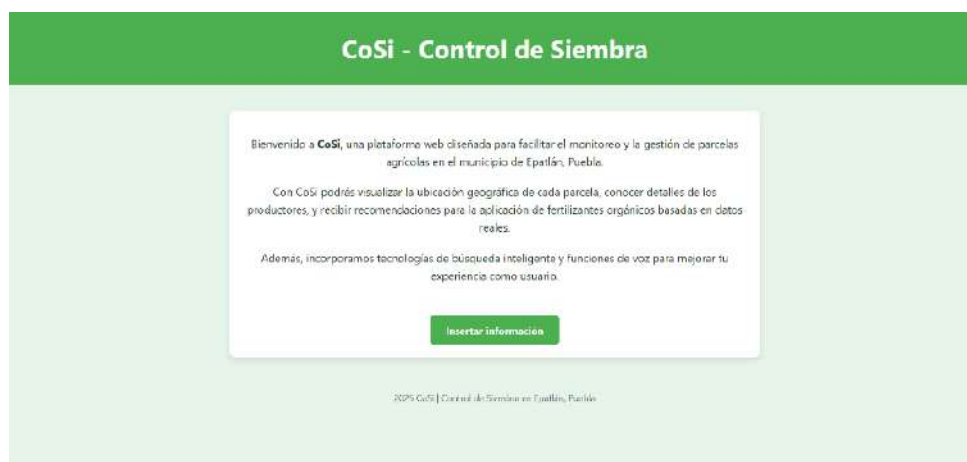 CoSi - Control de Siembra
Bienvenido a CoSi, una plataforma web diseñada para facilitar el monitoreo y la gestión de parcelas
agrícolas en el municipio de Epatlán, Puebla.
Con CoSi podrás visualizar la ubicación geográfica de cada parcela, conocer detalles de los
productores, y recibir recomendaciones para la aplicación de fertilizantes orgánicos basadas en datos
reales.
Además, incorporamos tecnologías de búsqueda inteligente y funciones de voz para mejorar tu
experiencia como usuario.
Insertar información
2025 CoSi | Control de Siembra en Epatlán, Puebla